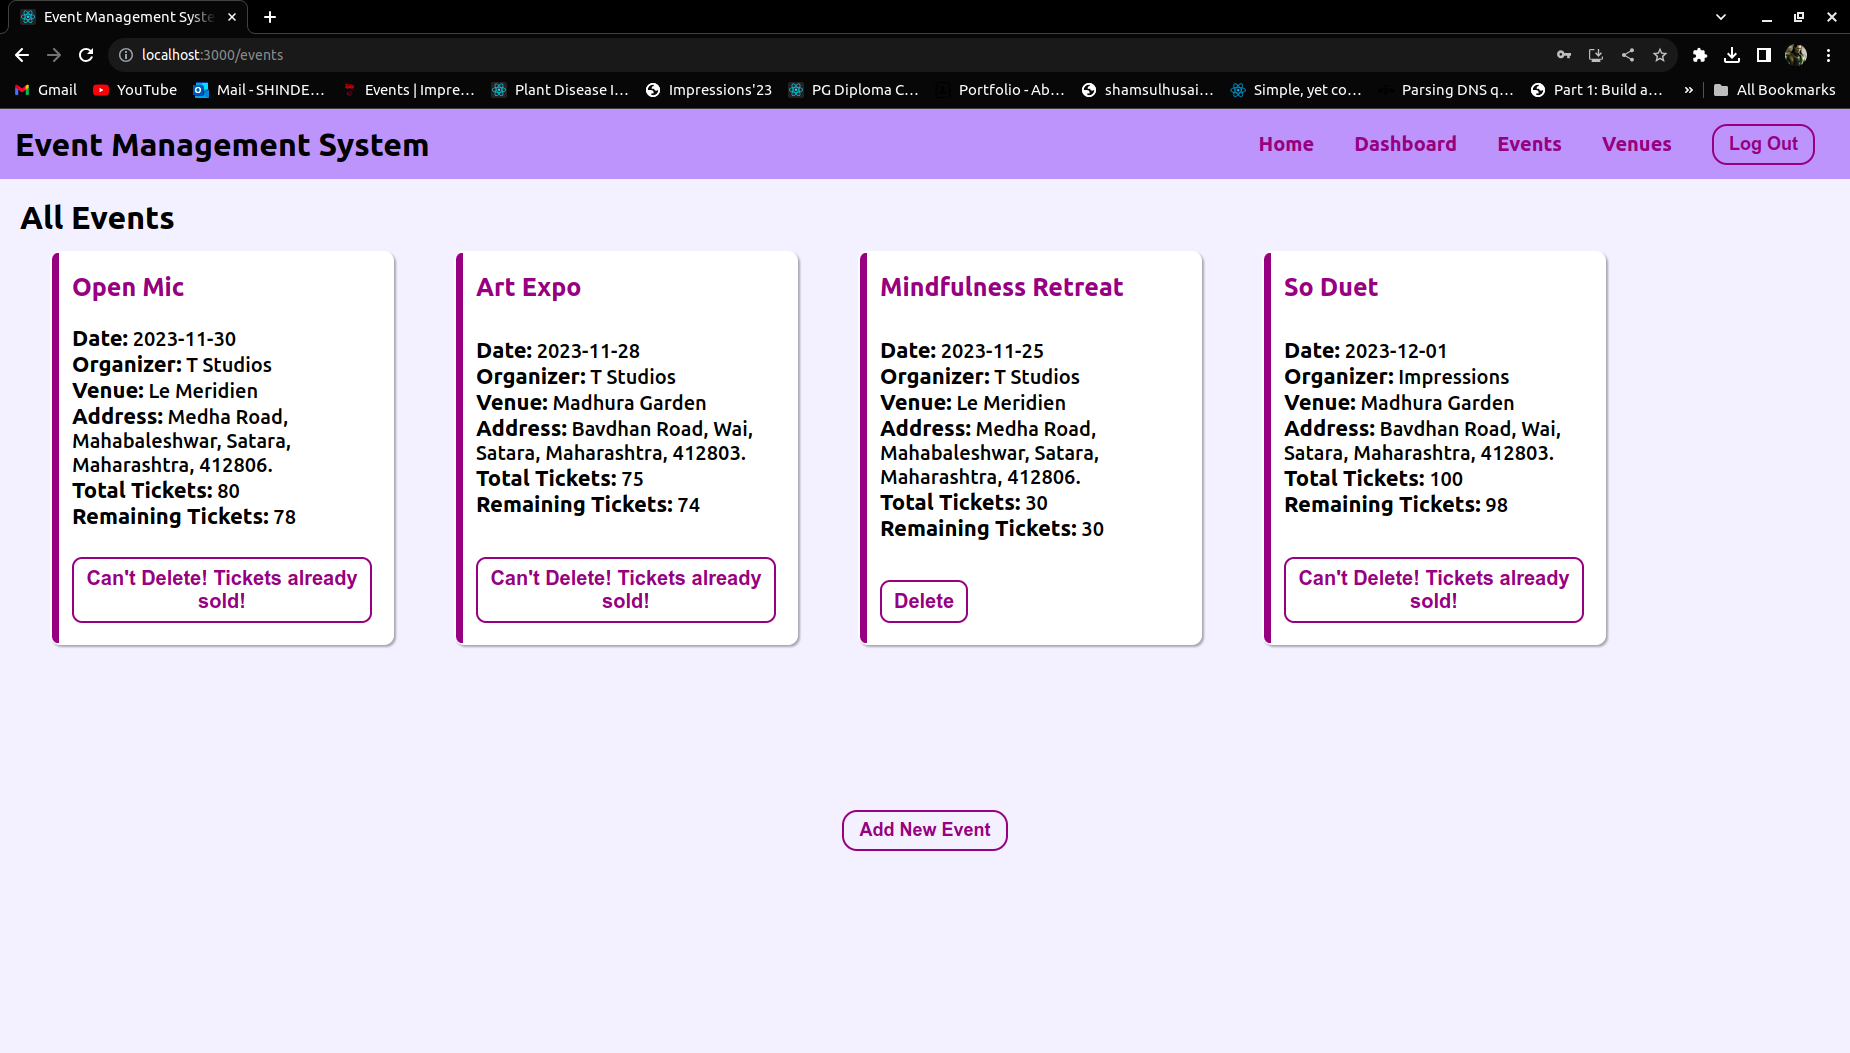 Event Management Syste
localhost:3000/events
Gmail
YouTube
Mail - SHINDE...
Events | Impre...
Plant Disease I...
Impressions'23
PG Diploma C...
Portfolio - Ab...
shamsulhusai...
Simple, yet co...
Parsing DNS q...
Part 1: Build a...
»
All Bookmarks
Event Management System
Home
Dashboard
Events
Venues
Log Out
All Events
Open Mic
Date: 2023-11-30
Organizer: T Studios
Venue: Le Meridien
Address: Medha Road,
Mahabaleshwar, Satara,
Maharashtra, 412806.
Total Tickets: 80
Remaining Tickets: 78
Can't Delete! Tickets already
sold!
Art Expo
Date: 2023-11-28
Organizer: T Studios
Venue: Madhura Garden
Address: Bavdhan Road, Wai,
Satara, Maharashtra, 412803.
Total Tickets: 75
Remaining Tickets: 74
Can't Delete! Tickets already
sold!
Mindfulness Retreat
Date: 2023-11-25
Organizer: T Studios
Venue: Le Meridien
Address: Medha Road,
Mahabaleshwar, Satara,
Maharashtra, 412806.
Total Tickets: 30
Remaining Tickets: 30
Delete
So Duet
Date: 2023-12-01
Organizer: Impressions
Venue: Madhura Garden
Address: Bavdhan Road, Wai,
Satara, Maharashtra, 412803.
Total Tickets: 100
Remaining Tickets: 98
Can't Delete! Tickets already
sold!
Add New Event